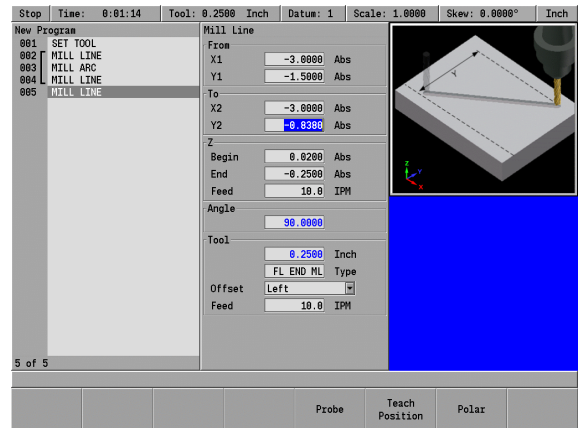 Stop Time: 0:01:14 Tool: 0.2500 Inch Datum: 1 Scale: 1.0000 Skew: 0.0000° Inch
New Program
001 SET TOOL
002 MILL LINE
003 MILL ARC
004 MILL LINE
005 MILL LINE
5 of 5
Mill Line
From
X1 -3.0000 Abs
Y1 -1.5000 Abs
To
X2 -3.0000 Abs
Y2 -0.8380 Abs
Z
Begin 0.0200 Abs
End -0.2500 Abs
Feed 10.0 IPM
Angle
90.0000
Tool
0.2500 Inch
FL END ML Type
Offset Left
Feed 10.0 IPM
Z
Y
X
Probe
Teach Position
Polar